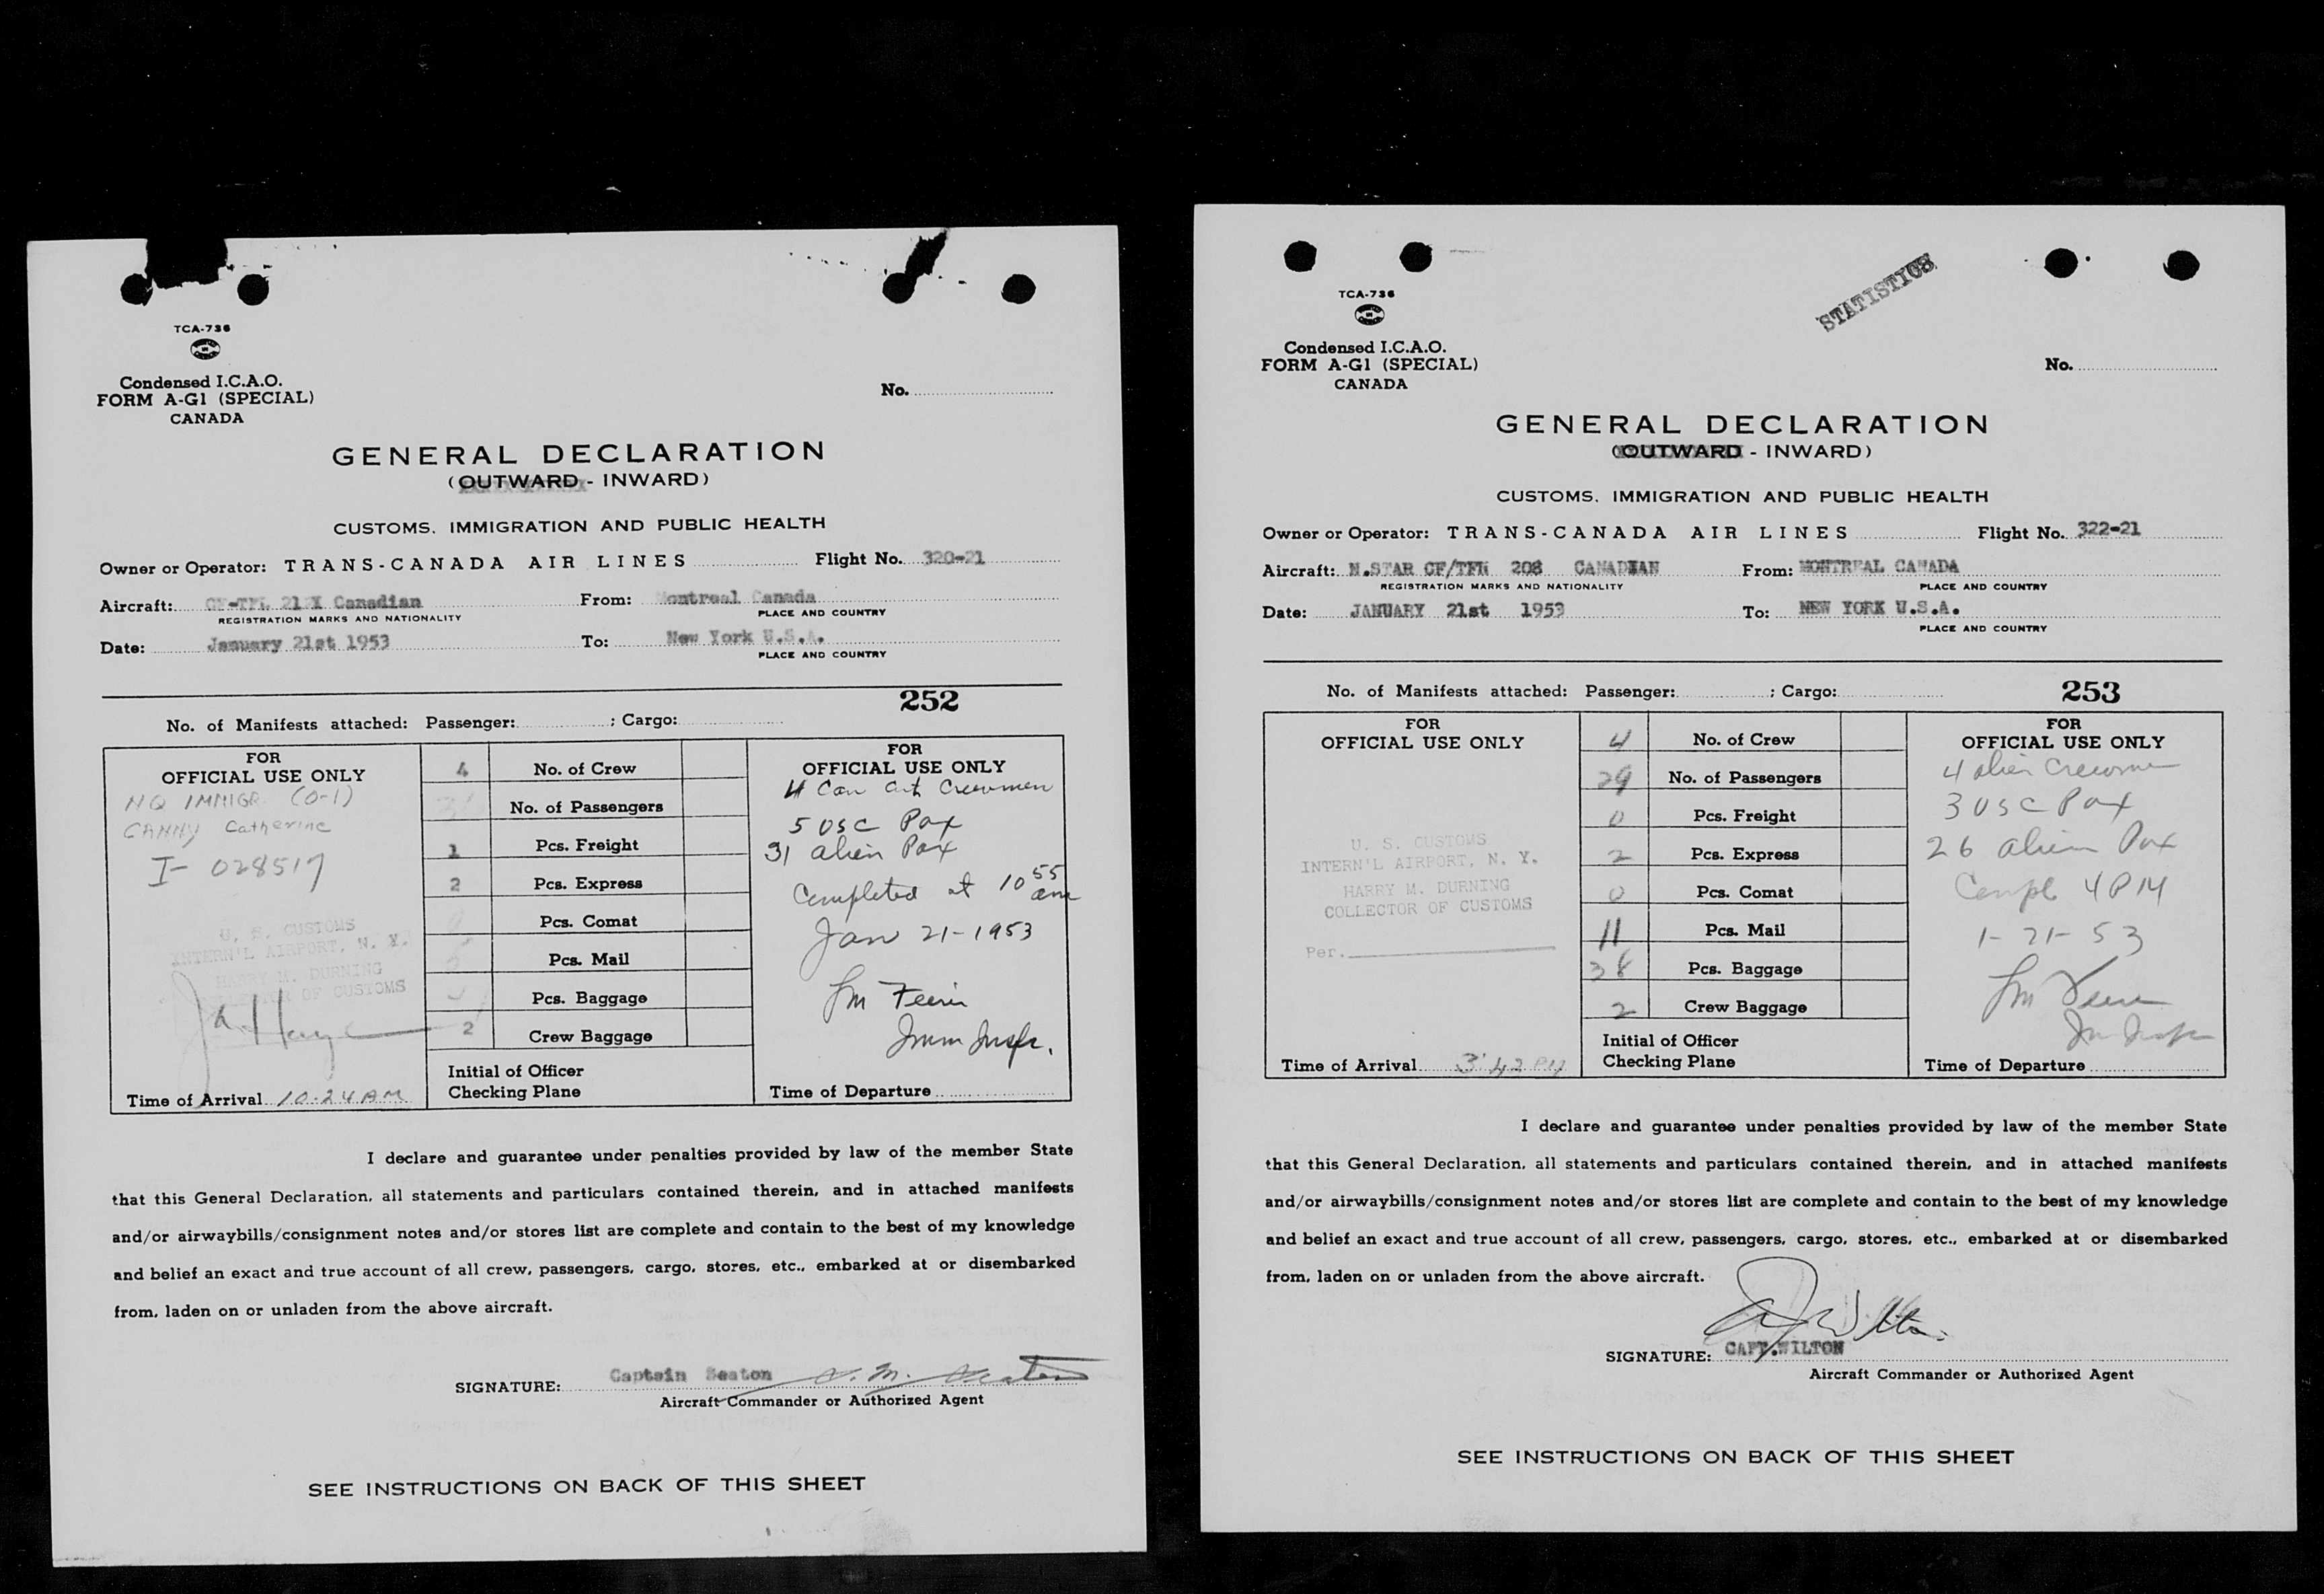 TCA-736
Condensed I.C.A.O.
FORM A-G1 (SPECIAL)
CANADA
No.
GENERAL DECLARATION
(OUTWARD - INWARD)
CUSTOMS, IMMIGRATION AND PUBLIC HEALTH
Owner or Operator: TRANS-CANADA AIR LINES Flight No. 320-21
Aircraft: Canadian From: Montreal Canada
REGISTRATION MARKS AND NATIONALITY PLACE AND COUNTRY
Date: January 21st 1953 To: New York U.S.A.
PLACE AND COUNTRY
252
No. of Manifests attached: Passenger: ; Cargo:
FOR
OFFICIAL USE ONLY
NQ IMMIGR (0-1)
CANNY Catherine
I- 028517
U. S. CUSTOMS
INTERN'L AIRPORT, N. Y.
HARRY M. DURNING
COLLECTOR OF CUSTOMS
Time of Arrival 10:24 AM
4 No. of Crew
No. of Passengers
1 Pcs. Freight
2 Pcs. Express
Pcs. Comat
Pcs. Mail
Pcs. Baggage
2 Crew Baggage
Initial of Officer
Checking Plane
FOR
OFFICIAL USE ONLY
4 Can Crewmen
5 USC Pax
31 alien Pax
Completed at 10 55 am
Jan 21-1953
Imm Inspr.
Time of Departure
I declare and guarantee under penalties provided by law of the member State
that this General Declaration, all statements and particulars contained therein, and in attached manifests
and/or airwaybills/consignment notes and/or stores list are complete and contain to the best of my knowledge
and belief an exact and true account of all crew, passengers, cargo, stores, etc., embarked at or disembarked
from, laden on or unladen from the above aircraft.
SIGNATURE: Captain Seaton
Aircraft Commander or Authorized Agent
SEE INSTRUCTIONS ON BACK OF THIS SHEET
STATISTICS
TCA-736
Condensed I.C.A.O.
FORM A-G1 (SPECIAL)
CANADA
No.
GENERAL DECLARATION
(OUTWARD - INWARD)
CUSTOMS, IMMIGRATION AND PUBLIC HEALTH
Owner or Operator: TRANS-CANADA AIR LINES Flight No. 322-21
Aircraft: N.STAR CF/TFN 208 CANADIAN From: MONTREAL CANADA
REGISTRATION MARKS AND NATIONALITY PLACE AND COUNTRY
Date: JANUARY 21st 1953 To: NEW YORK U.S.A.
PLACE AND COUNTRY
No. of Manifests attached: Passenger: ; Cargo: 253
FOR
OFFICIAL USE ONLY
U. S. CUSTOMS
INTERN'L AIRPORT, N. Y.
HARRY M. DURNING
COLLECTOR OF CUSTOMS
Per.
Time of Arrival 3:42 PM
4 No. of Crew
29 No. of Passengers
0 Pcs. Freight
2 Pcs. Express
0 Pcs. Comat
11 Pcs. Mail
38 Pcs. Baggage
2 Crew Baggage
Initial of Officer
Checking Plane
FOR
OFFICIAL USE ONLY
4 alien Crewmen
3 USC Pax
26 alien Pax
Compl 4 PM
1-21-53
Time of Departure
I declare and guarantee under penalties provided by law of the member State
that this General Declaration, all statements and particulars contained therein, and in attached manifests
and/or airwaybills/consignment notes and/or stores list are complete and contain to the best of my knowledge
and belief an exact and true account of all crew, passengers, cargo, stores, etc., embarked at or disembarked
from, laden on or unladen from the above aircraft.
SIGNATURE: CAPT.WILTON
Aircraft Commander or Authorized Agent
SEE INSTRUCTIONS ON BACK OF THIS SHEET